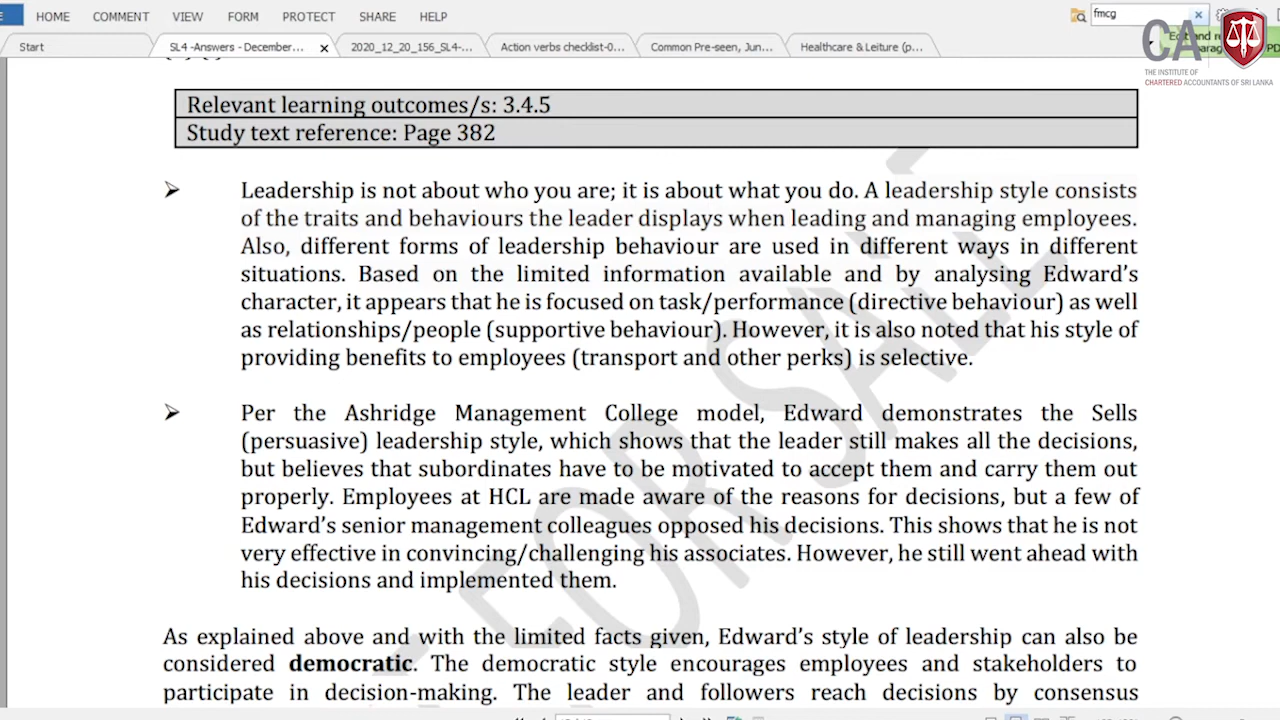 HOME COMMENT VIEW FORM PROTECT SHARE HELP
fmcg
Start
SL4 -Answers - December...
2020_12_20_156_SL4-...
Action verbs checklist-0...
Common Pre-seen, Jun...
Healthcare & Leiture (p...
CA
THE INSTITUTE OF
CHARTERED ACCOUNTANTS OF SRI LANKA
Relevant learning outcomes/s: 3.4.5
Study text reference: Page 382
➢ Leadership is not about who you are; it is about what you do. A leadership style consists
of the traits and behaviours the leader displays when leading and managing employees.
Also, different forms of leadership behaviour are used in different ways in different
situations. Based on the limited information available and by analysing Edward's
character, it appears that he is focused on task/performance (directive behaviour) as well
as relationships/people (supportive behaviour). However, it is also noted that his style of
providing benefits to employees (transport and other perks) is selective.
➢ Per the Ashridge Management College model, Edward demonstrates the Sells
(persuasive) leadership style, which shows that the leader still makes all the decisions,
but believes that subordinates have to be motivated to accept them and carry them out
properly. Employees at HCL are made aware of the reasons for decisions, but a few of
Edward's senior management colleagues opposed his decisions. This shows that he is not
very effective in convincing/challenging his associates. However, he still went ahead with
his decisions and implemented them.
As explained above and with the limited facts given, Edward's style of leadership can also be
considered democratic. The democratic style encourages employees and stakeholders to
participate in decision-making. The leader and followers reach decisions by consensus
FOR SALE